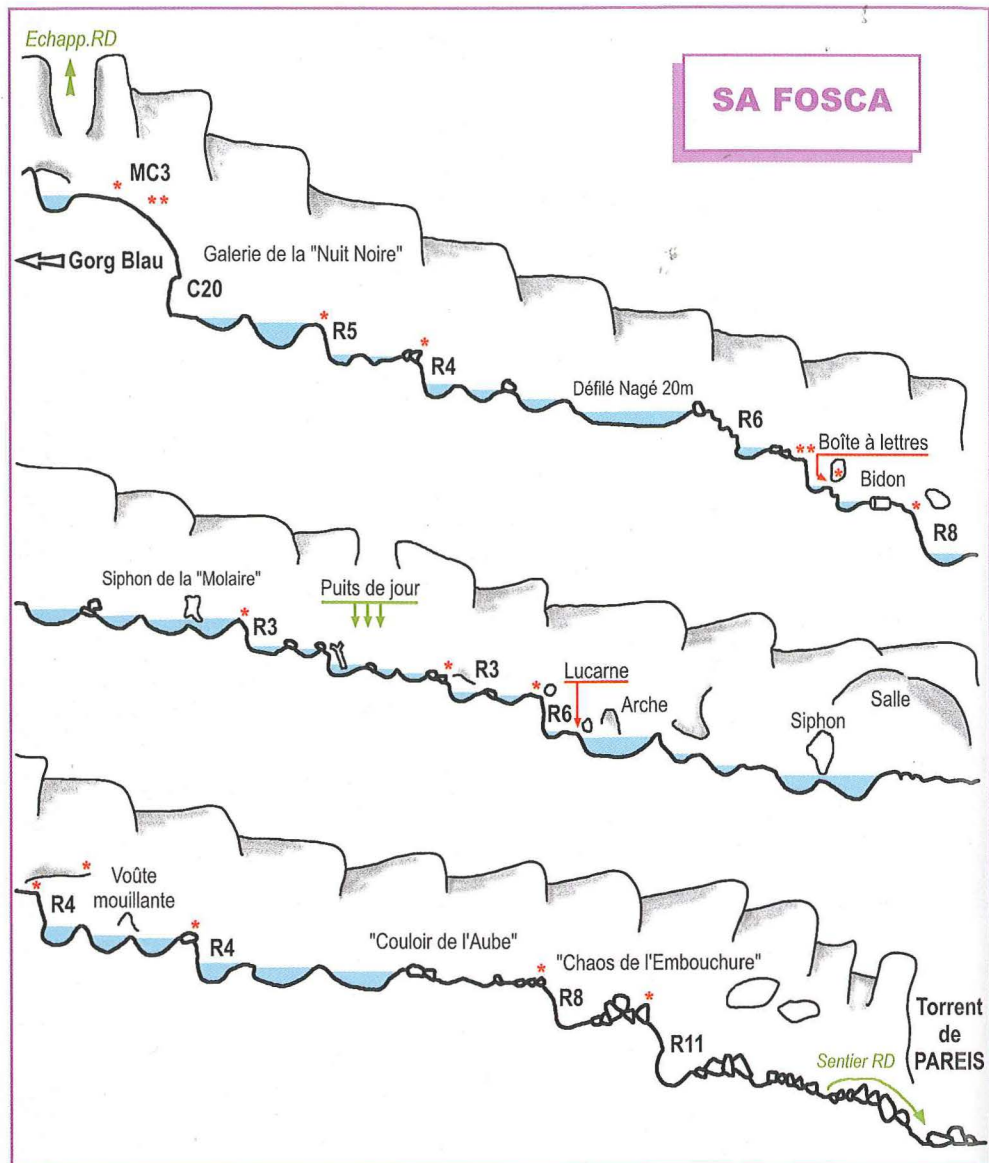 Echapp.RD
SA FOSCA
MC3
Gorg Blau
Galerie de la "Nuit Noire"
C20
R5
R4
Défilé Nagé 20m
R6
Boîte à lettres
Bidon
R8
Siphon de la "Molaire"
Puits de jour
R3
R3
Lucarne
R6
Arche
Salle
Siphon
R4
Voûte
mouillante
R4
"Couloir de l'Aube"
"Chaos de l'Embouchure"
R8
R11
Torrent
de
PAREIS
Sentier RD